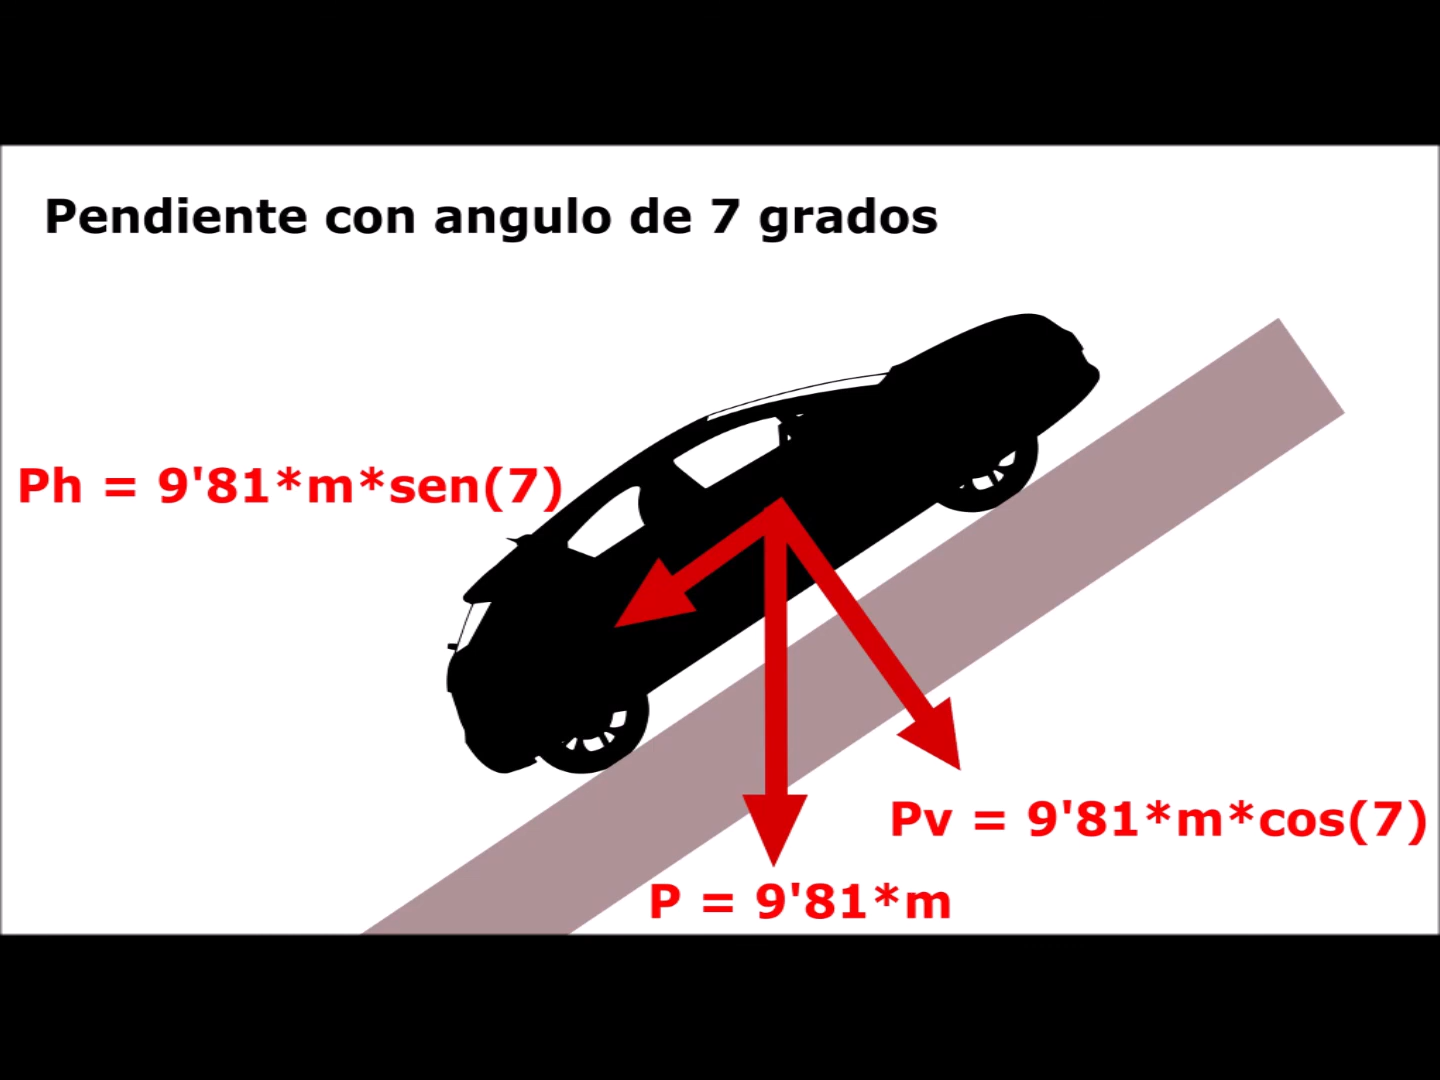 Pendiente con angulo de 7 grados
Ph = 9'81*m*sen(7)
Pv = 9'81*m*cos(7)
P = 9'81*m